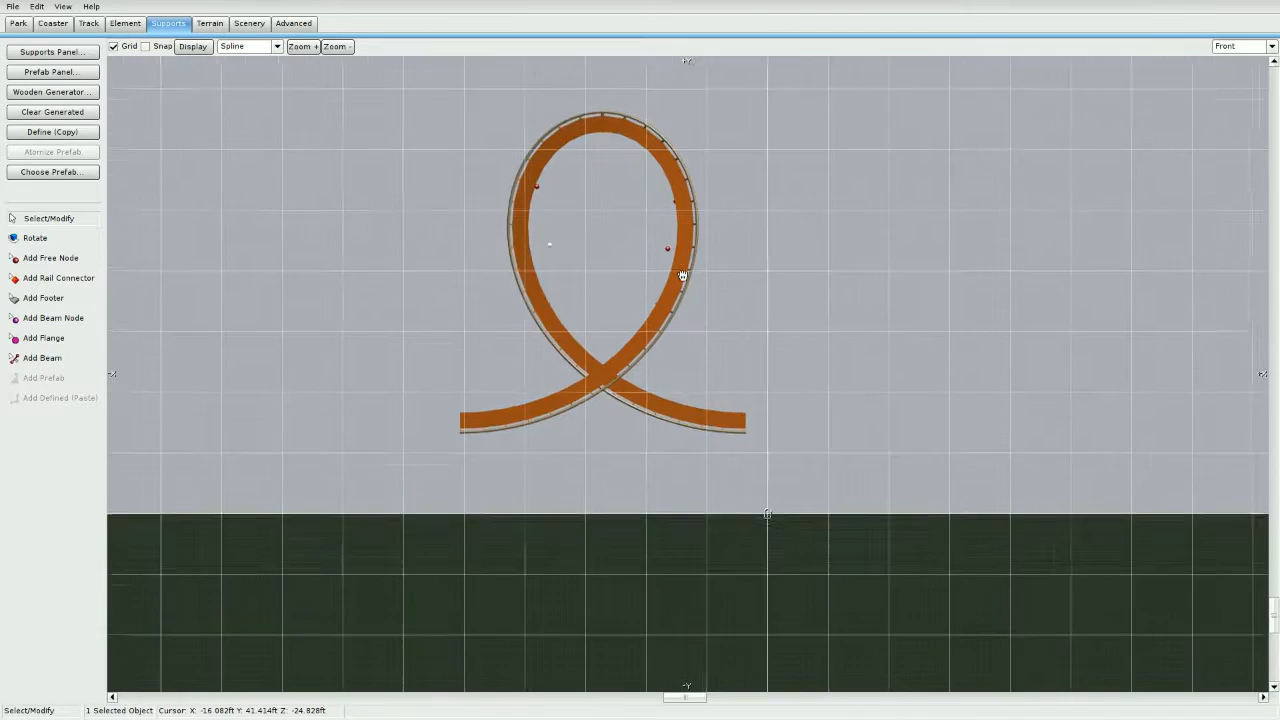 File Edit View Help
Park Coaster Track Element Supports Terrain Scenery Advanced
Grid Snap Display Spline Zoom + Zoom - Front
Supports Panel...
Prefab Panel...
Wooden Generator...
Clear Generated
Define (Copy)
Atomize Prefab
Choose Prefab...
Select/Modify
Rotate
Add Free Node
Add Rail Connector
Add Footer
Add Beam Node
Add Flange
Add Beam
Add Prefab
Add Defined (Paste)
Select/Modify 1 Selected Object Cursor: X: -16.082ft Y: 41.414ft Z: -24.828ft